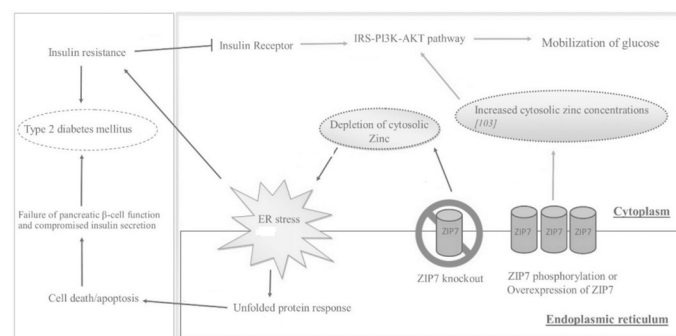 Insulin resistance
Insulin Receptor
IRS-PI3K-AKT pathway
Mobilization of glucose
Type 2 diabetes mellitus
Depletion of cytosolic
Zinc
Increased cytosolic zinc concentrations
[103]
Failure of pancreatic β-cell function
and compromised insulin secretion
ER stress
Cytoplasm
ZIP7
ZIP7
ZIP7
ZIP7
ZIP7 knockout
ZIP7 phosphorylation or
Overexpression of ZIP7
Cell death/apoptosis
Unfolded protein response
Endoplasmic reticulum